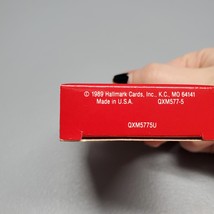 © 1989 Hallmark Cards, Inc., K.C., MO 64141
Made in U.S.A. QXM577-5
QXM5775U